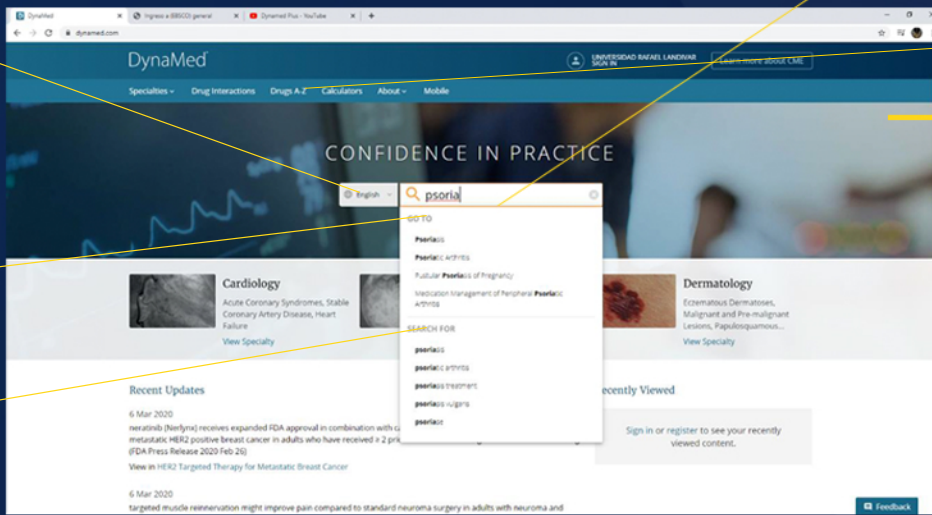 DynaMed
Ingreso a (EBSCO) general
Dynamed Plus - YouTube
dynamed.com
DynaMed
UNIVERSIDAD RAFAEL LANDIVAR
SIGN IN
Learn more about CME
Specialties
Drug Interactions
Drugs A-Z
Calculators
About
Mobile
CONFIDENCE IN PRACTICE
English
psoria
GO TO
Psoriasis
Psoriatic Arthritis
Pustular Psoriasis of Pregnancy
Medication Management of Peripheral Psoriatic
Arthritis
SEARCH FOR
psoriasis
psoriatic arthritis
psoriasis treatment
psoriasis vulgaris
Cardiology
Acute Coronary Syndromes, Stable
Coronary Artery Disease, Heart
Failure
View Specialty
Dermatology
Eczematous Dermatoses,
Malignant and Pre-malignant
Lesions, Papulosquamous...
View Specialty
Recent Updates
6 Mar 2020
neratinib (Nerlynx) receives expanded FDA approval in combination with
metastatic HER2 positive breast cancer in adults who have received ≥ 2
(FDA Press Release 2020 Feb 26)
View in HER2 Targeted Therapy for Metastatic Breast Cancer
6 Mar 2020
targeted muscle reinnervation might improve pain compared to standard neuroma surgery in adults with neuroma and
Recently Viewed
Sign in or register to see your recently
viewed content.
Feedback